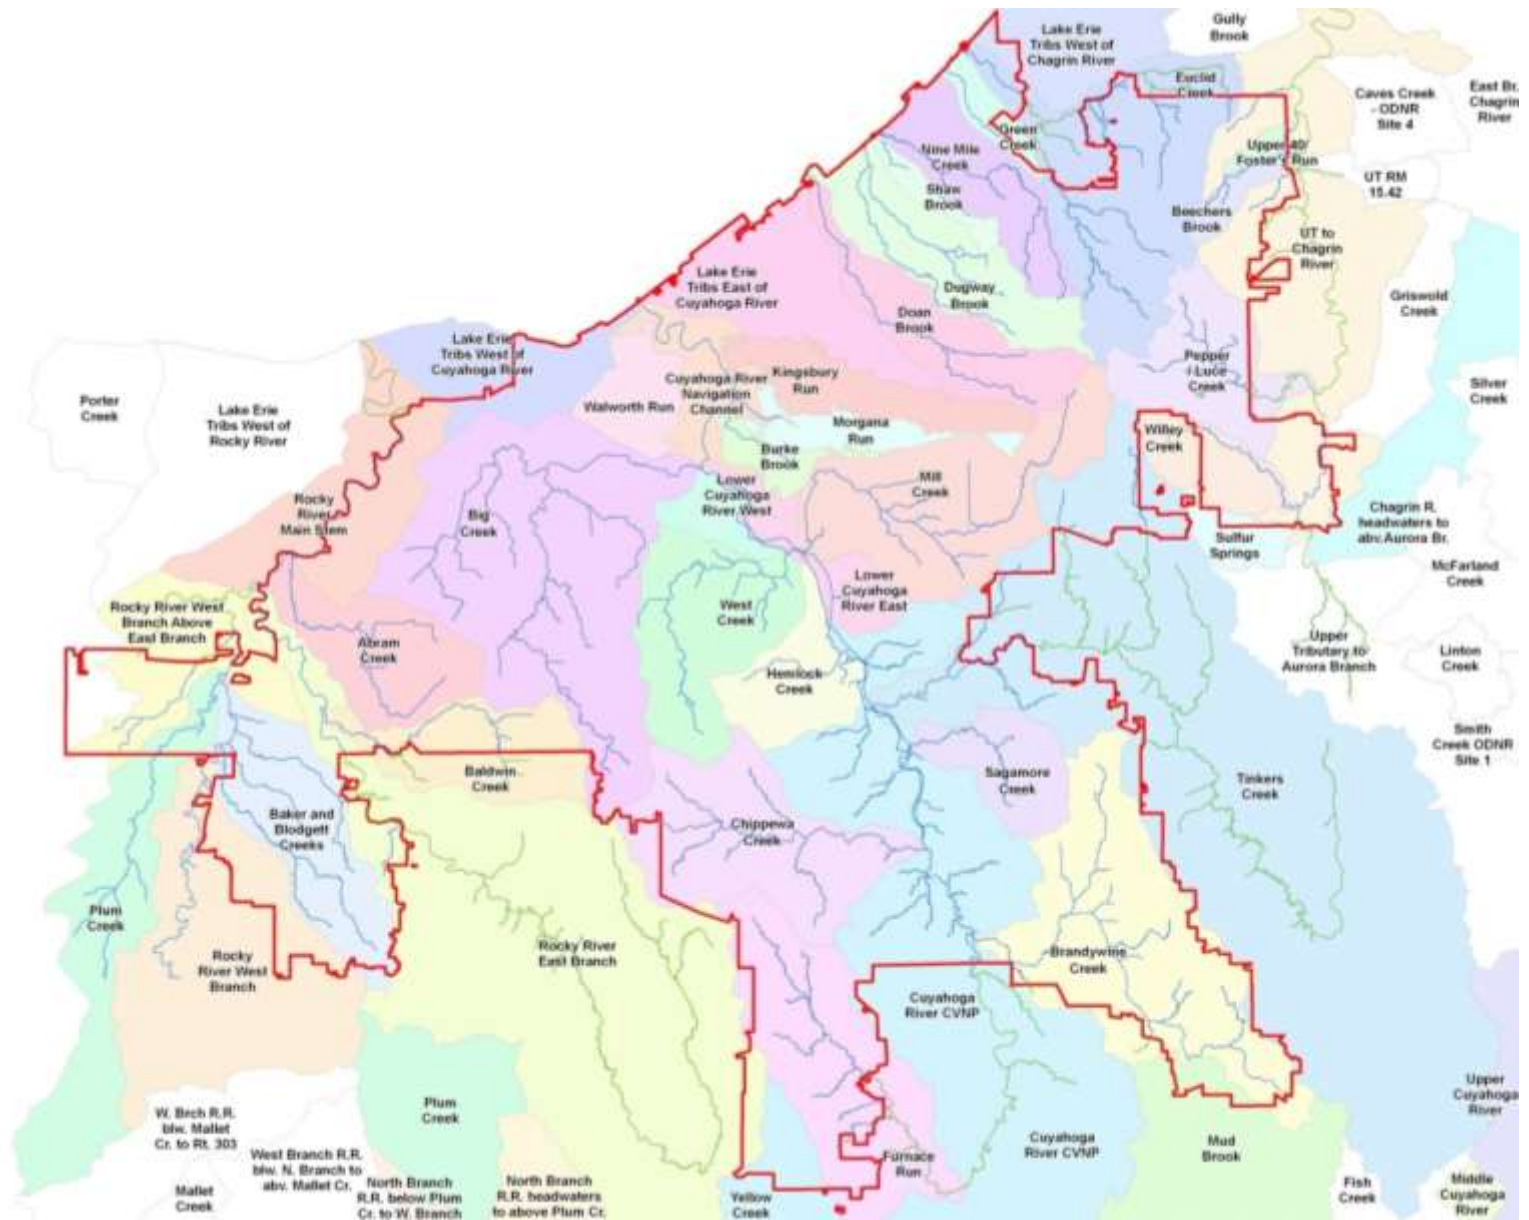 Gully
Brook
Lake Erie
Tribs West of
Chagrin River
Euclid
Creek
Caves Creek
- ODNR
Site 4
East Br.
Chagrin
River
Green
Creek
Nine Mile
Creek
Upper 40/
Foster's Run
UT RM
15.42
Shaw
Brook
Beechers
Brook
UT to
Chagrin
River
Lake Erie
Tribs East of
Cuyahoga River
Dugway
Brook
Griswold
Creek
Doan
Brook
Lake Erie
Tribs West of
Cuyahoga River
Pepper
/ Luce
Creek
Silver
Creek
Porter
Creek
Lake Erie
Tribs West of
Rocky River
Walworth Run
Cuyahoga River
Navigation
Channel
Kingsbury
Run
Morgana
Run
Willey
Creek
Burke
Brook
Mill
Creek
Lower
Cuyahoga
River West
Rocky
River
Main Stem
Big
Creek
Chagrin R.
headwaters to
abv.Aurora Br.
Sulfur
Springs
McFarland
Creek
Lower
Cuyahoga
River East
West
Creek
Rocky River West
Branch Above
East Branch
Abram
Creek
Upper
Tributary to
Aurora Branch
Linton
Creek
Hemlock
Creek
Smith
Creek ODNR
Site 1
Baldwin
Creek
Sagamore
Creek
Tinkers
Creek
Baker and
Blodgett
Creeks
Chippewa
Creek
Plum
Creek
Rocky
River West
Branch
Rocky River
East Branch
Brandywine
Creek
Cuyahoga
River CVNP
Upper
Cuyahoga
River
W. Brch R.R.
blw. Mallet
Cr. to Rt. 303
Plum
Creek
Cuyahoga
River CVNP
Mud
Brook
West Branch R.R.
blw. N. Branch to
abv. Mallet Cr.
Furnace
Run
Mallet
Creek
North Branch
R.R. below Plum
Cr. to W. Branch
North Branch
R.R. headwaters
to above Plum Cr.
Yellow
Creek
Fish
Creek
Middle
Cuyahoga
River